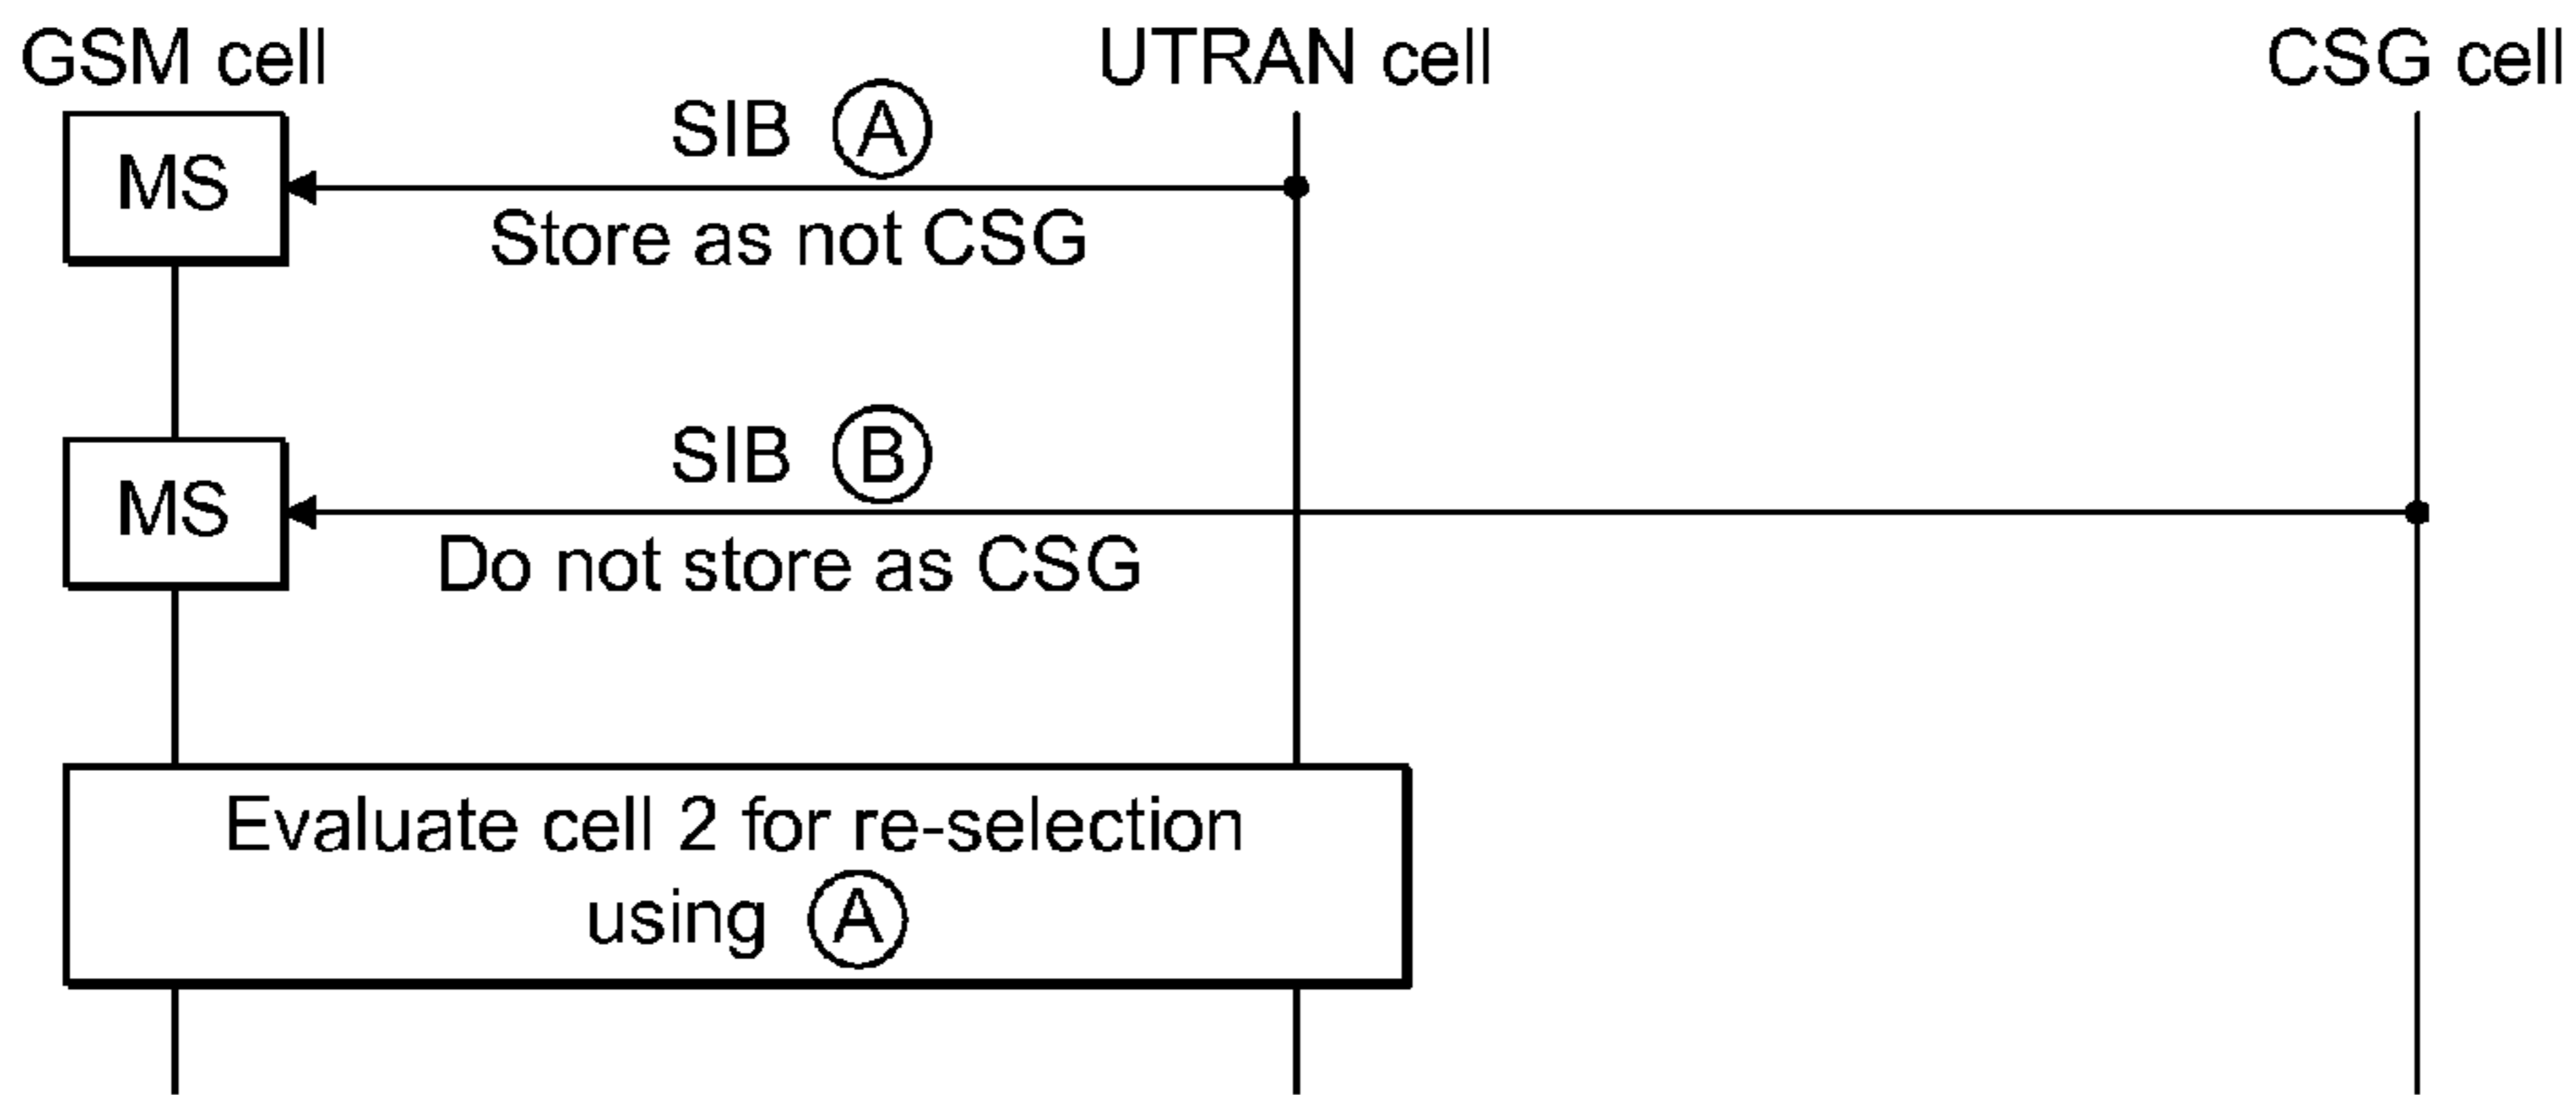 GSM cell UTRAN cell CSG cell
SIB A
MS
Store as not CSG
SIB B
MS
Do not store as CSG
Evaluate cell 2 for re-selection
using A